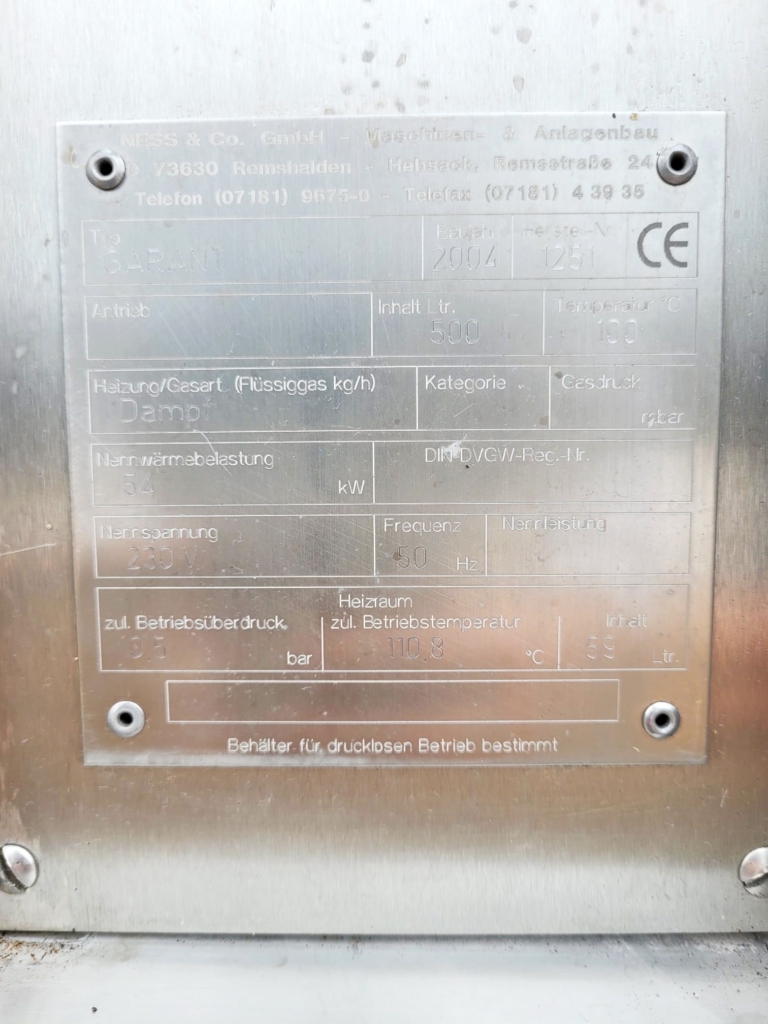 NESS & Co. GmbH - Maschinen- & Anlagenbau
73630 Remshalden - Hebsack, Remsstraße 24
Telefon (07181) 9675-0 - Telefax (07181) 4 39 35
Typ Baujahr Herstell-Nr.
GARANT 2004 1251 CE
Antrieb Inhalt Ltr. Temperatur °C
500 100
Heizung/Gasart (Flüssiggas kg/h) Kategorie Gasdruck
Dampf mbar
Nennwärmebelastung DIN-DVGW-Reg.-Nr.
54 kW
Nennspannung Frequenz Nennleistung
230 V 50 Hz
Heizraum
zul. Betriebsüberdruck zul. Betriebstemperatur Inhalt
0,5 bar 110,8 °C Ltr.
Behälter für drucklosen Betrieb bestimmt